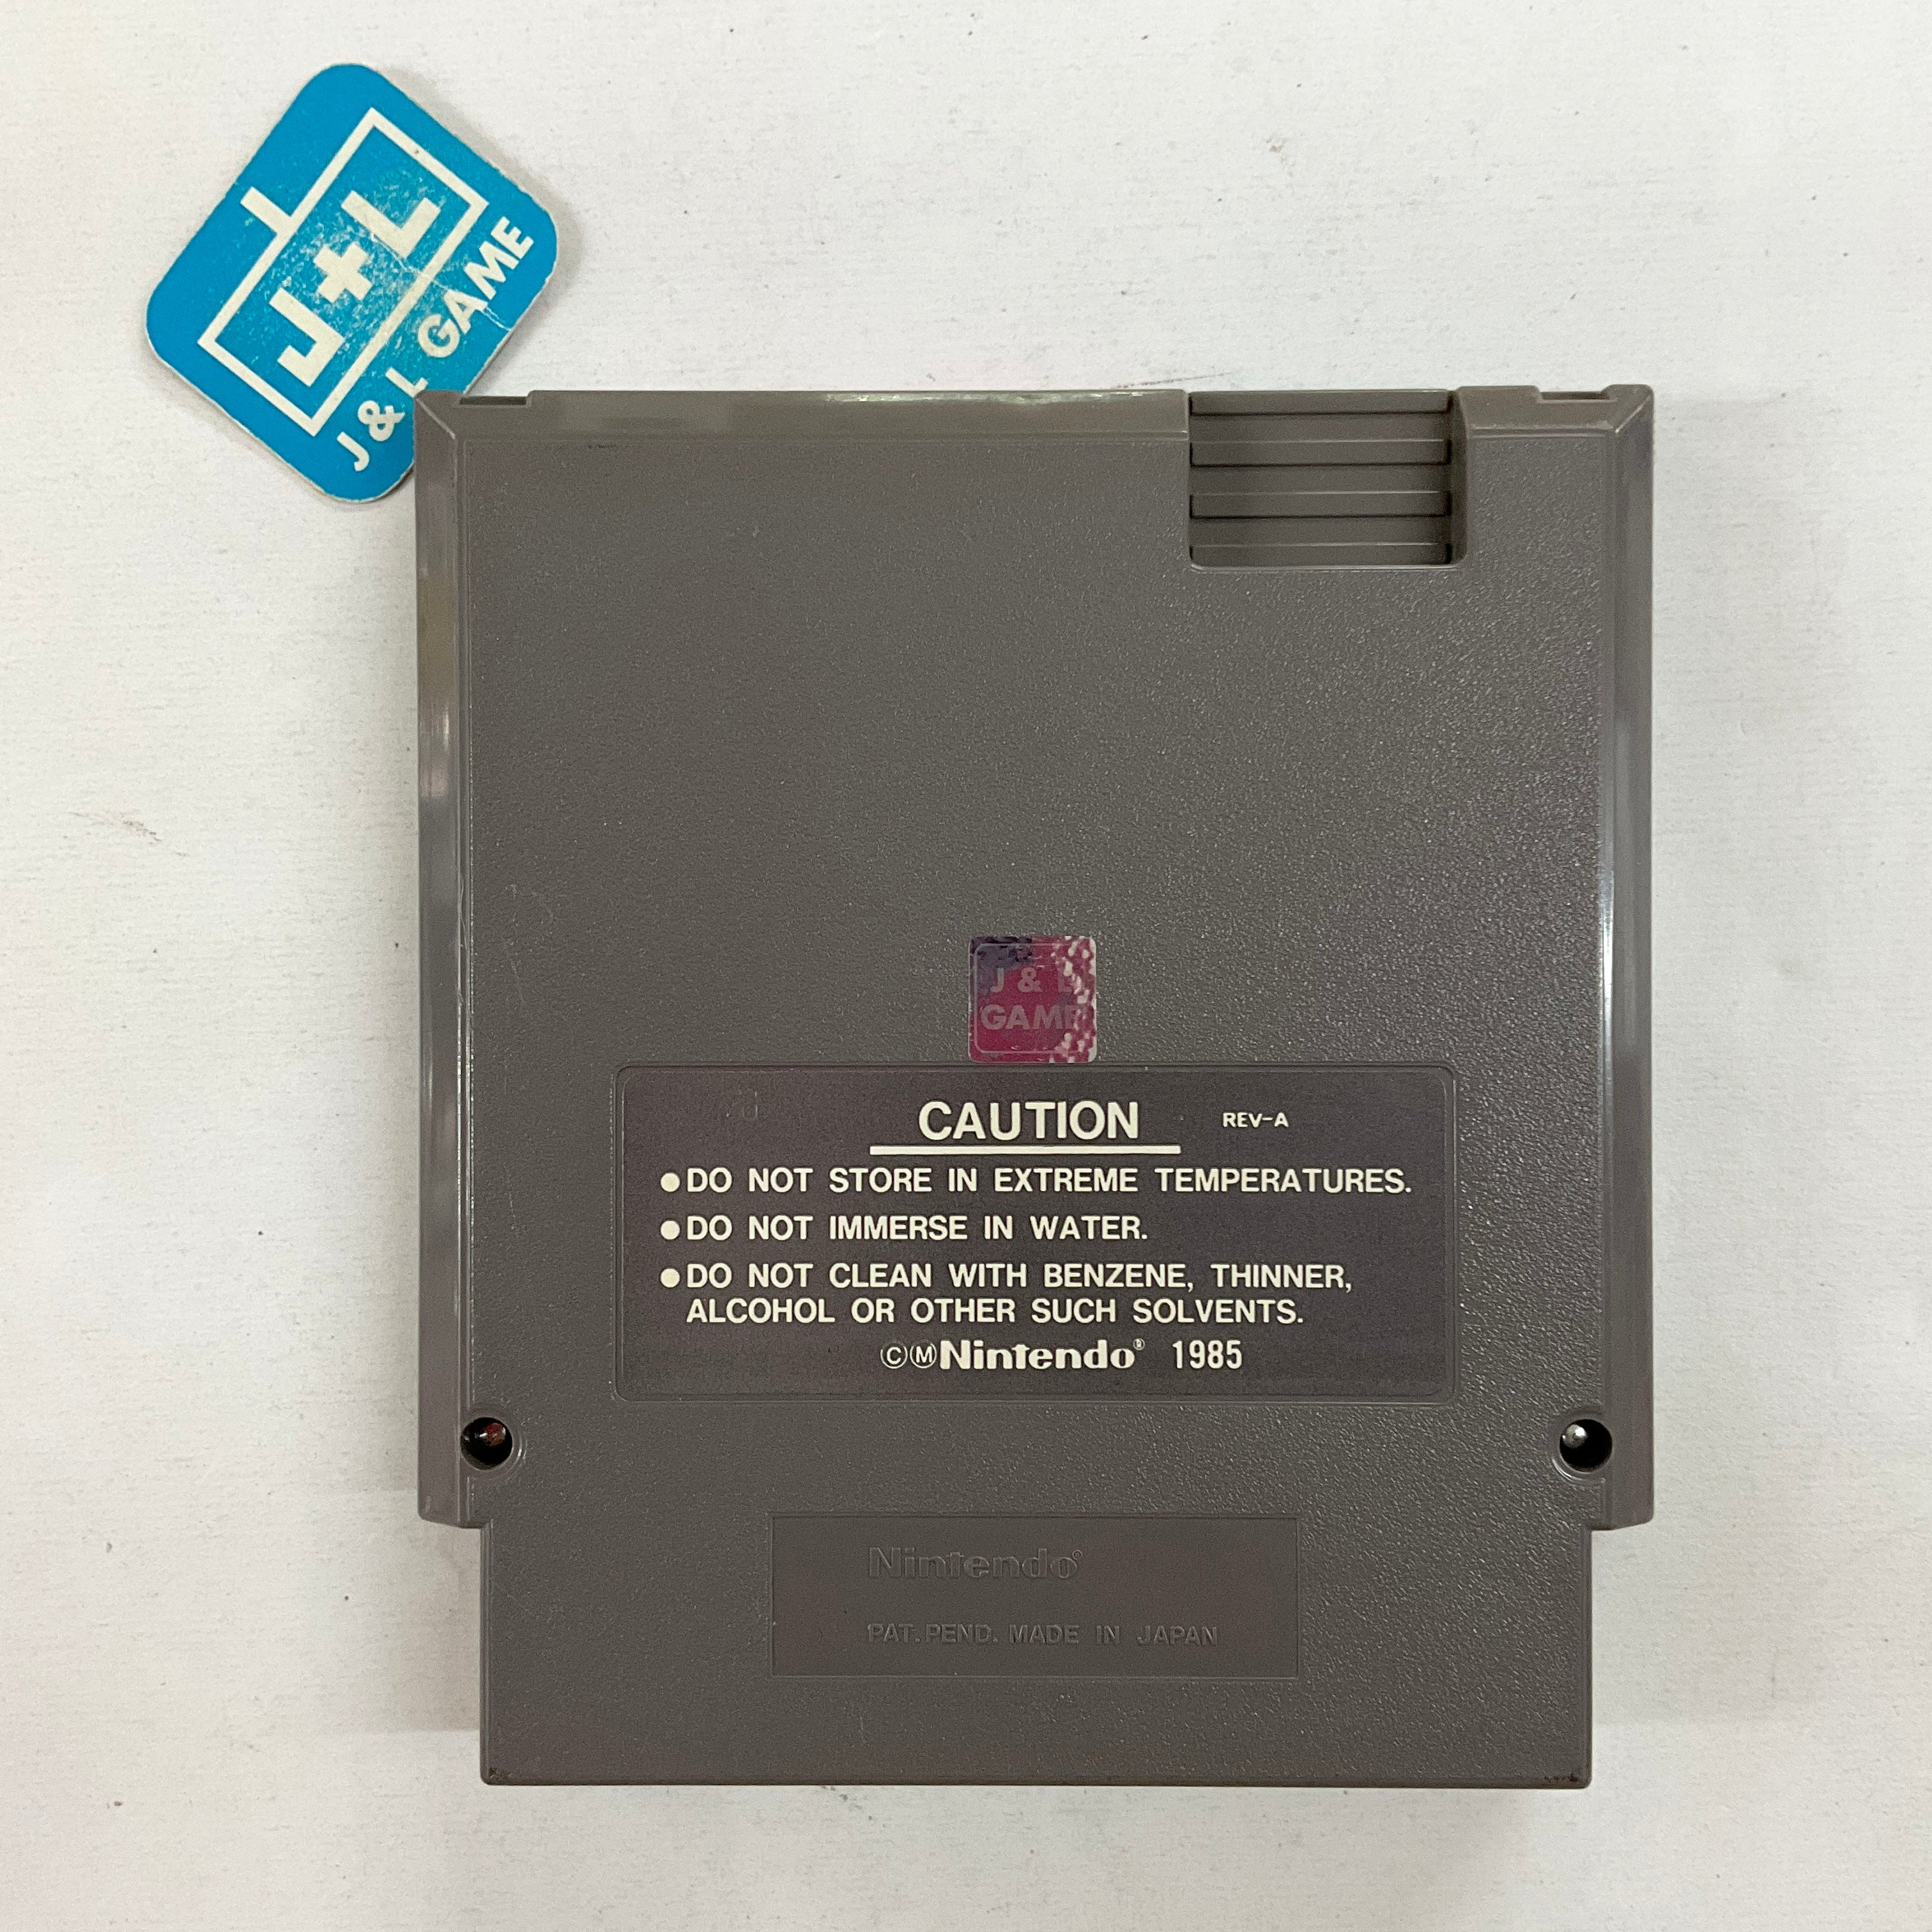 J+L
J & L GAME
J & L
GAME
CAUTION REV-A
●DO NOT STORE IN EXTREME TEMPERATURES.
●DO NOT IMMERSE IN WATER.
●DO NOT CLEAN WITH BENZENE, THINNER,
ALCOHOL OR OTHER SUCH SOLVENTS.
ⒸⓂNintendo® 1985
Nintendo®
PAT. PEND. MADE IN JAPAN